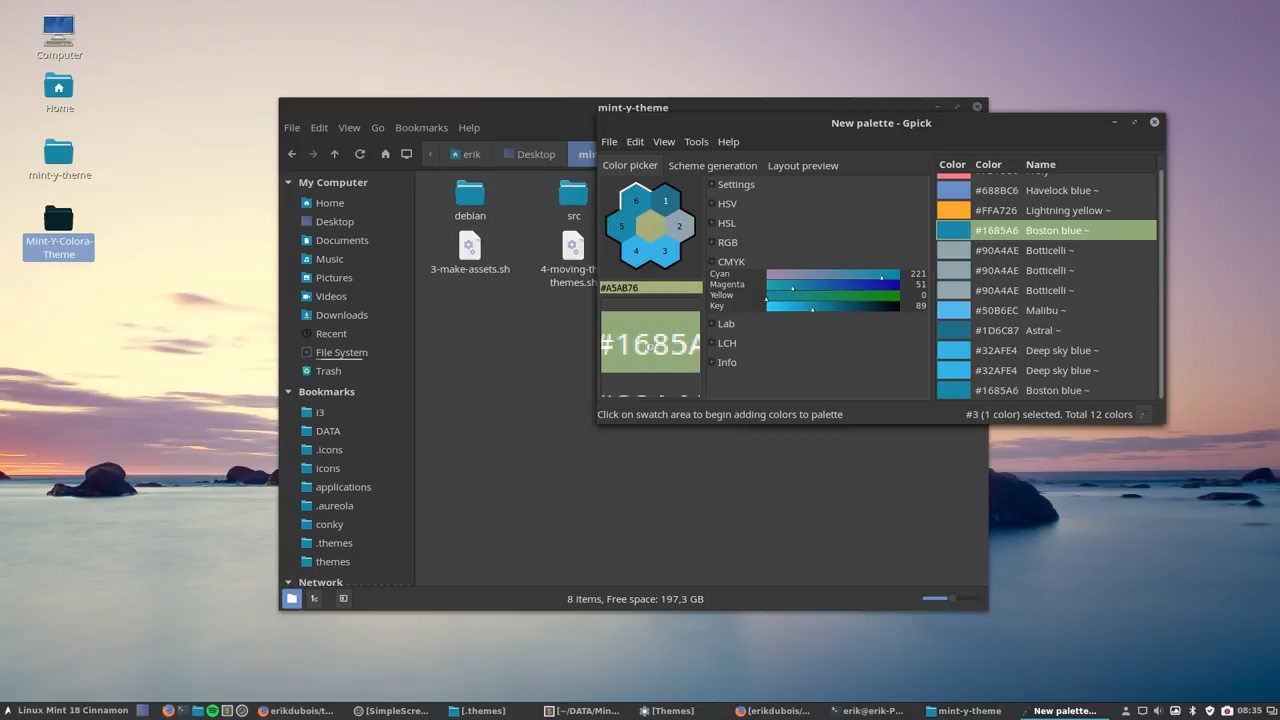 Computer
Home
mint-y-theme
Mint-Y-Colora-
Theme
mint-y-theme
File Edit View Go Bookmarks Help
erik Desktop
My Computer
Home
Desktop
Documents
Music
Pictures
Videos
Downloads
Recent
File System
Trash
Bookmarks
i3
DATA
.icons
icons
applications
.aureola
conky
.themes
themes
Network
debian
src
3-make-assets.sh
4-moving-th
themes.sh
8 Items, Free space: 197,3 GB
New palette - Gpick
File Edit View Tools Help
Color picker Scheme generation Layout preview
6 1
5 2
4 3
#A5AB76
#1685A
Settings
HSV
HSL
RGB
CMYK
Cyan 221
Magenta 51
Yellow 0
Key 89
Lab
LCH
Info
Color Color Name
#688BC6 Havelock blue ~
#FFA726 Lightning yellow ~
#1685A6 Boston blue ~
#90A4AE Botticelli ~
#90A4AE Botticelli ~
#90A4AE Botticelli ~
#50B6EC Malibu ~
#1D6C87 Astral ~
#32AFE4 Deep sky blue ~
#32AFE4 Deep sky blue ~
#1685A6 Boston blue ~
Click on swatch area to begin adding colors to palette
#3 (1 color) selected. Total 12 colors
Linux Mint 18 Cinnamon erikdubois/t... [SimpleScre... [.themes] [~/DATA/Min... [Themes] [erikdubois/... erik@erik-P... mint-y-theme New palette... 08:35